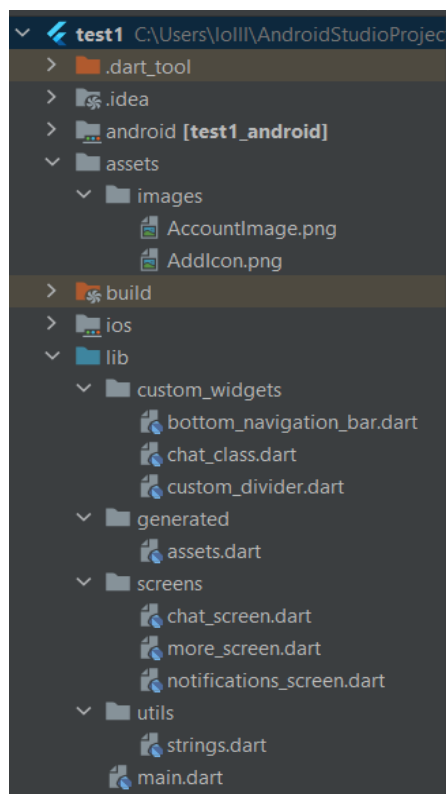 test1 C:\Users\lolll\AndroidStudioProjec
.dart_tool
.idea
android [test1_android]
assets
images
AccountImage.png
AddIcon.png
build
ios
lib
custom_widgets
bottom_navigation_bar.dart
chat_class.dart
custom_divider.dart
generated
assets.dart
screens
chat_screen.dart
more_screen.dart
notifications_screen.dart
utils
strings.dart
main.dart